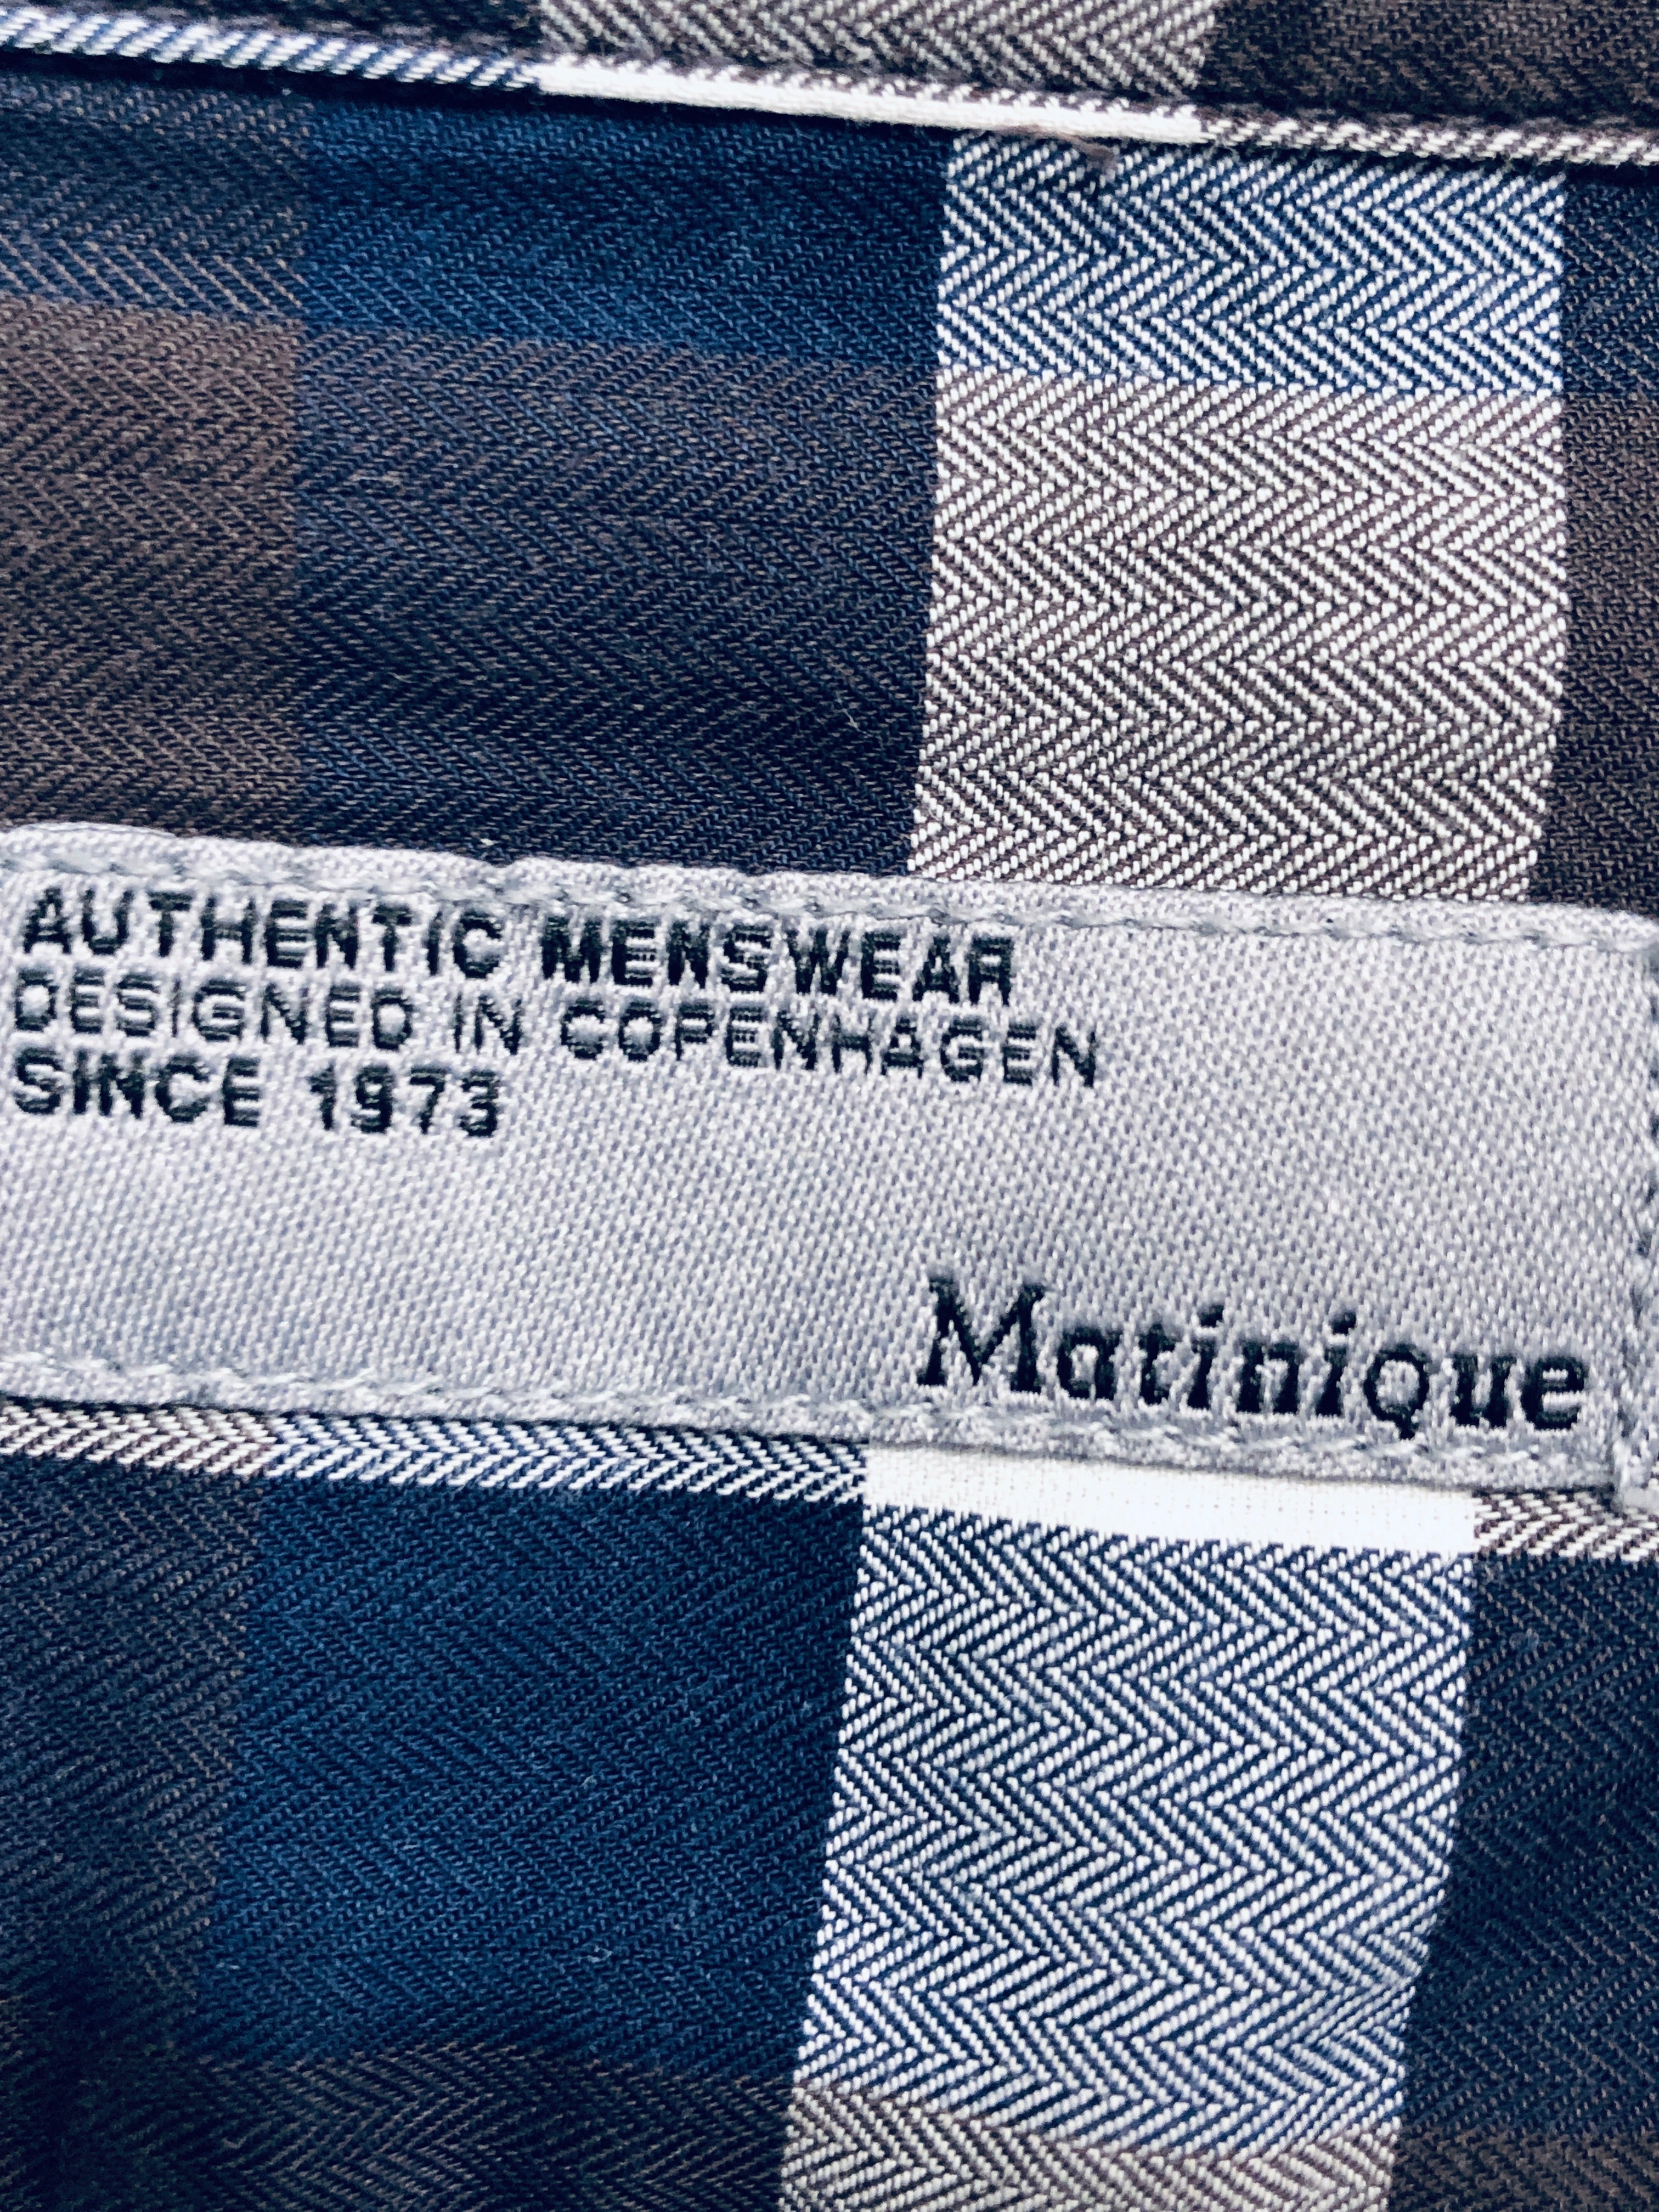 AUTHENTIC MENSWEAR
DESIGNED IN COPENHAGEN
SINCE 1973
Matinique